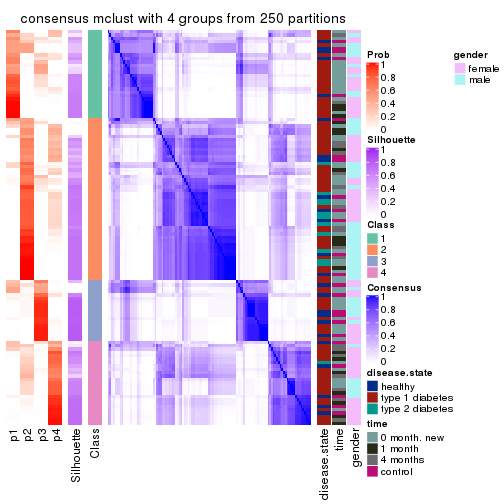 consensus mclust with 4 groups from 250 partitions
p1
p2
p3
p4
Silhouette
Class
disease.state
time
gender
Prob
1
0.8
0.6
0.4
0.2
0
Silhouette
1
0.8
0.6
0.4
0.2
0
Class
1
2
3
4
Consensus
1
0.8
0.6
0.4
0.2
0
disease.state
healthy
type 1 diabetes
type 2 diabetes
time
0 month. new
1 month
4 months
control
gender
female
male